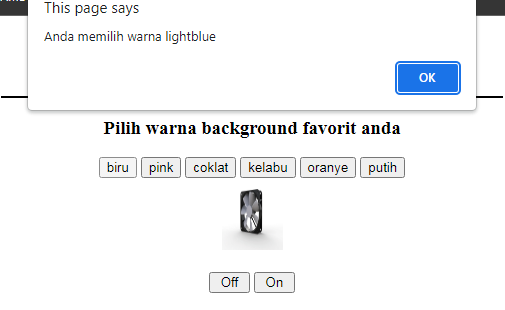 This page says
Anda memilih warna lightblue
OK
Pilih warna background favorit anda
biru pink coklat kelabu oranye putih
Off On